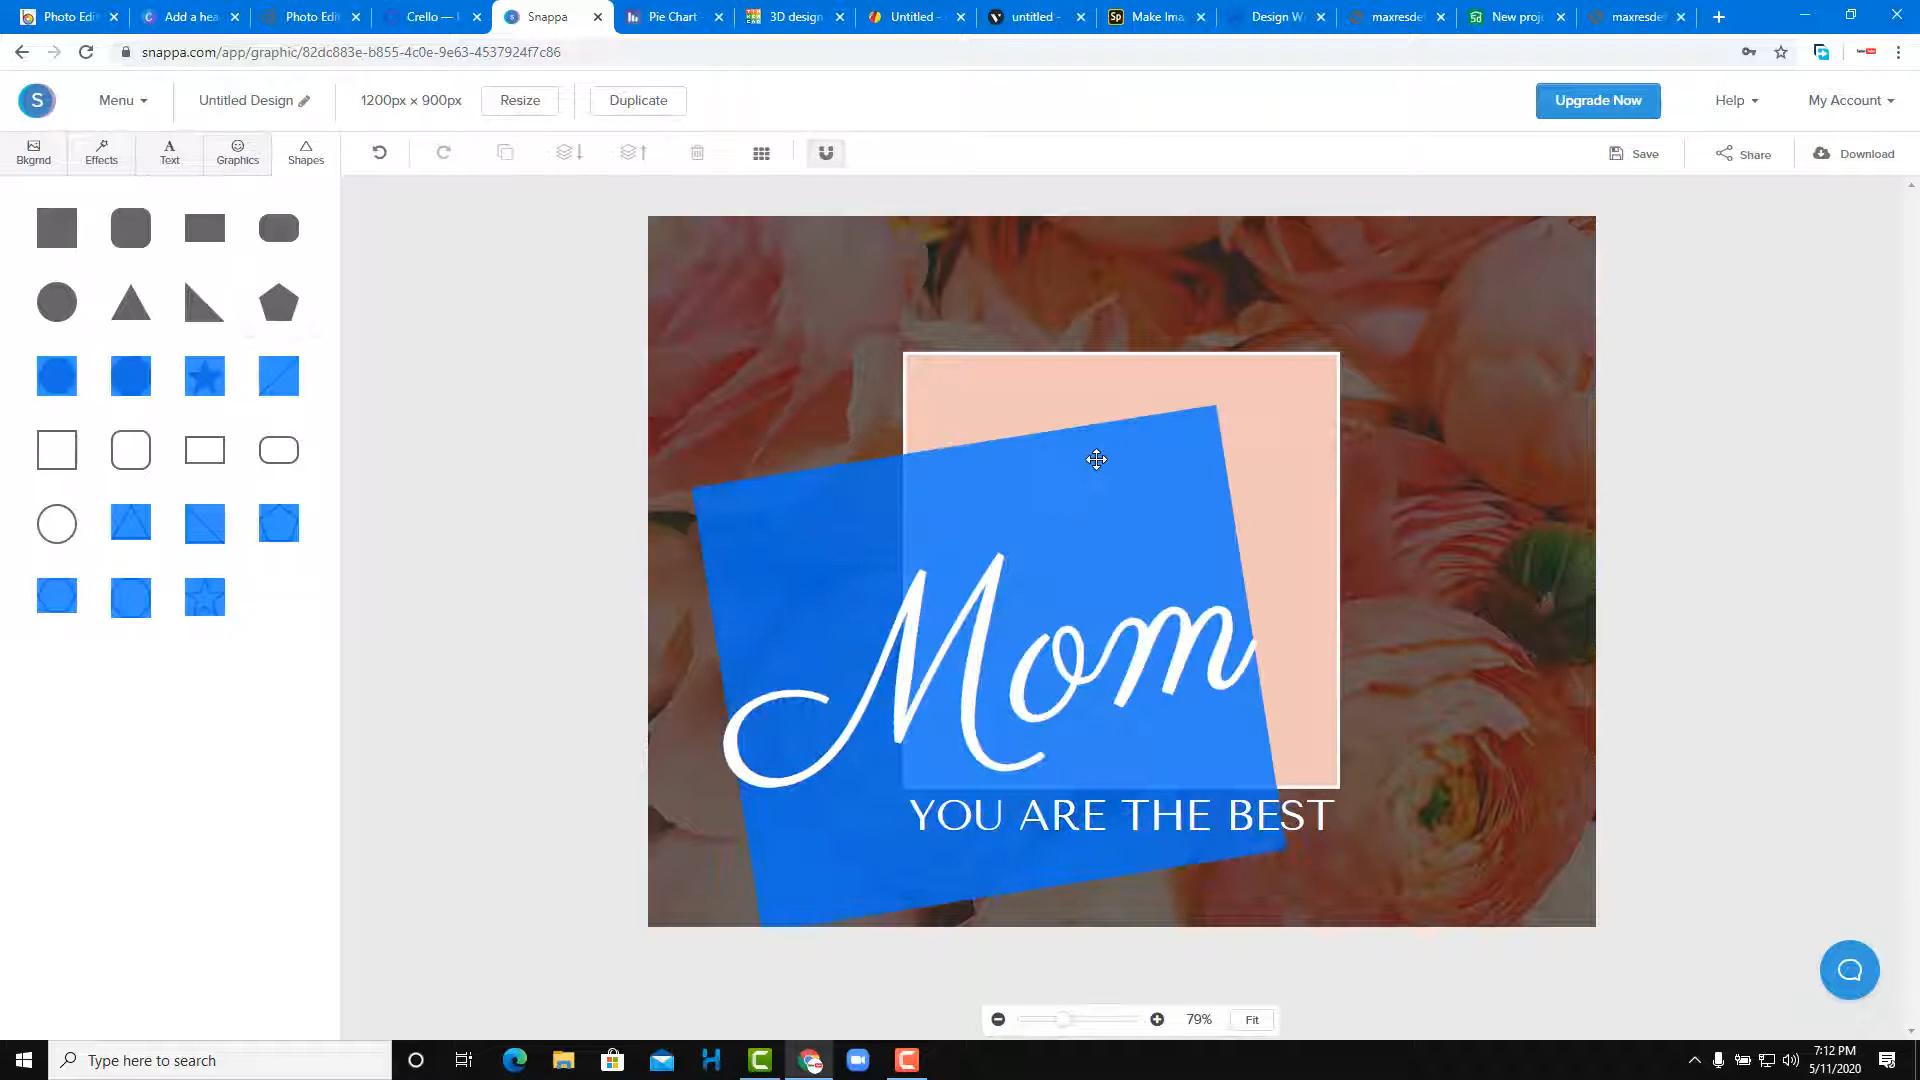 Photo Edi
Add a hea
Photo Edi
Crello —
Snappa
Pie Chart -
3D design
Untitled -
untitled -
Make Ima
Design W
maxresde
New proj
maxresde
snappa.com/app/graphic/82dc883e-b855-4c0e-9e63-4537924f7c86
S Menu Untitled Design 1200px × 900px Resize Duplicate Upgrade Now Help My Account
Bkgrnd Effects Text Graphics Shapes Save Share Download
Mom
YOU ARE THE BEST
79% Fit
Type here to search
7:12 PM
5/11/2020